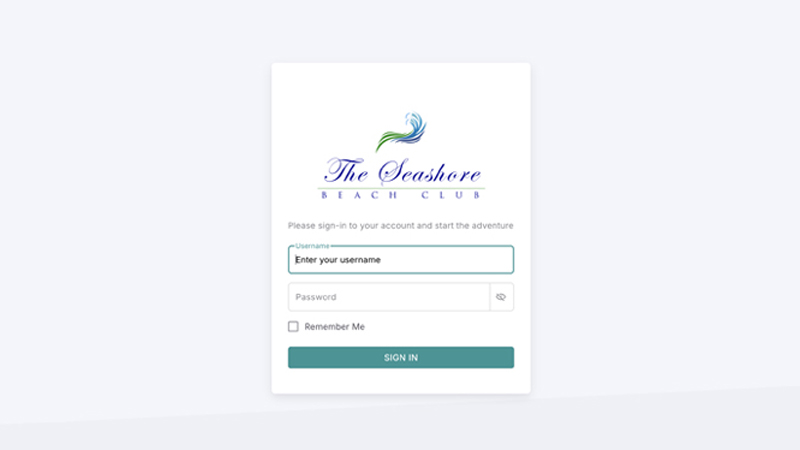 The Seashore
BEACH CLUB
Please sign-in to your account and start the adventure
Username
Enter your username
Password
Remember Me
SIGN IN